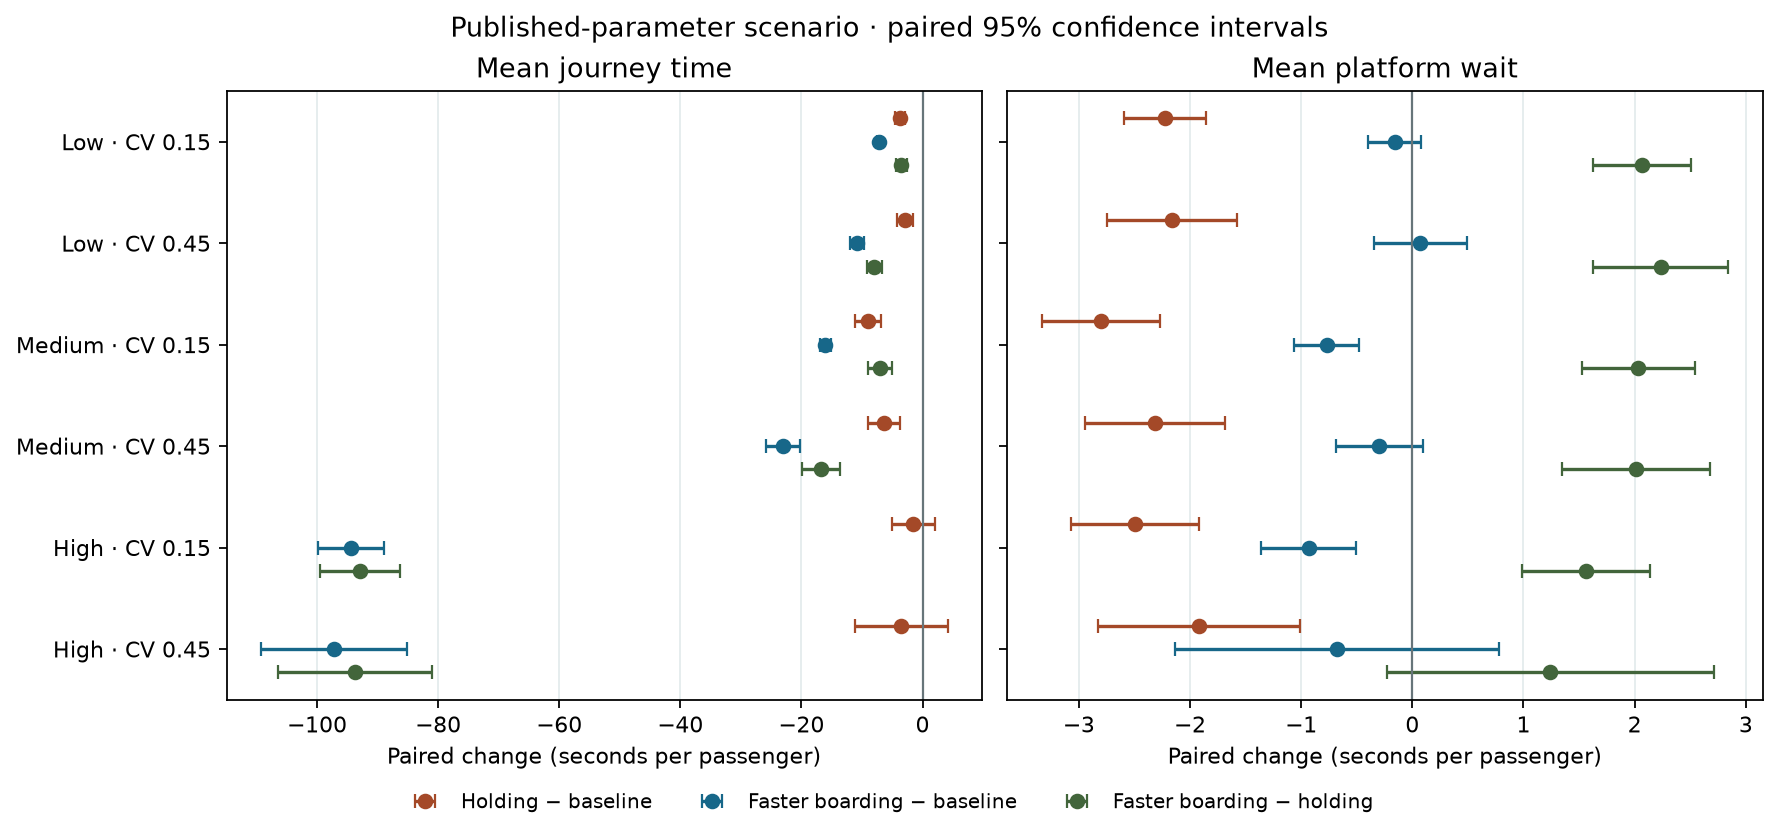 Published-parameter scenario · paired 95% confidence intervals
Mean journey time
Mean platform wait
Low · CV 0.15
Low · CV 0.45
Medium · CV 0.15
Medium · CV 0.45
High · CV 0.15
High · CV 0.45
−100 −80 −60 −40 −20 0
−3 −2 −1 0 1 2 3
Paired change (seconds per passenger)
Paired change (seconds per passenger)
Holding − baseline
Faster boarding − baseline
Faster boarding − holding